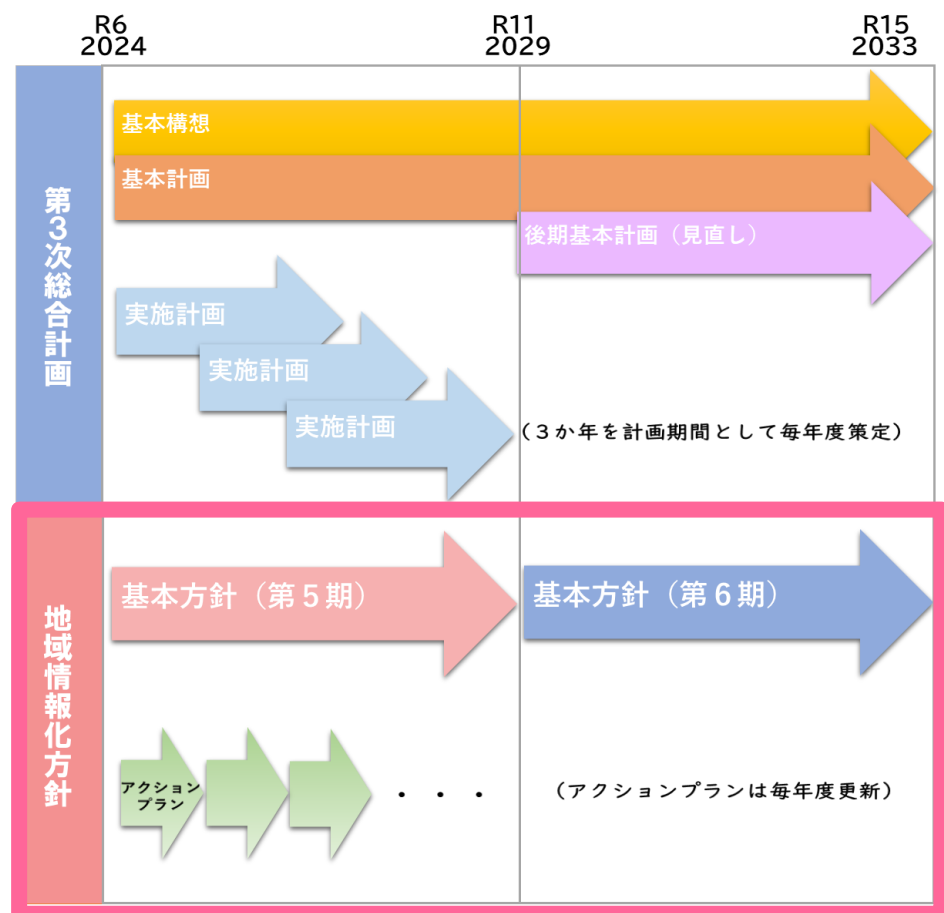 R6
2024
R11
2029
R15
2033
第３次総合計画
基本構想
基本計画
後期基本計画（見直し）
実施計画
実施計画
実施計画
（３か年を計画期間として毎年度策定）
地域情報化方針
基本方針（第５期）
基本方針（第６期）
アクション
プラン
・・・
（アクションプランは毎年度更新）